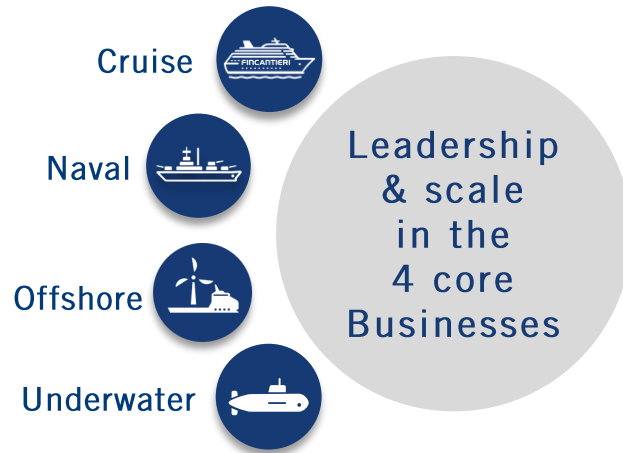 Cruise
FINCANTIERI
Naval
Offshore
Underwater
Leadership
& scale
in the
4 core
Businesses